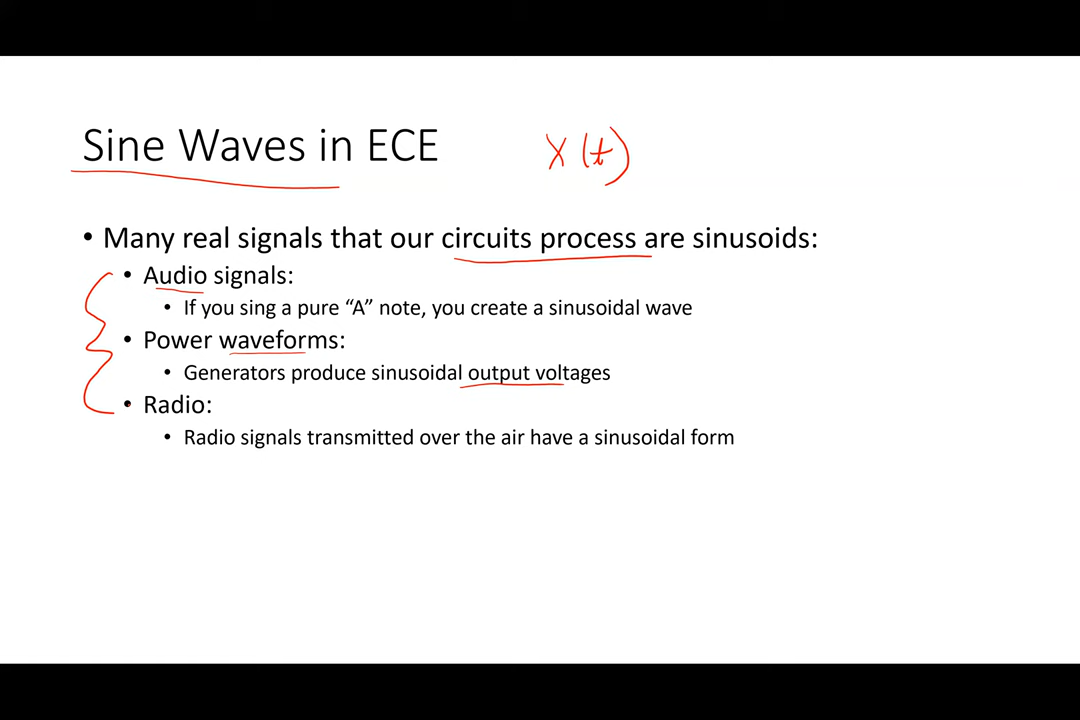 Sine Waves in ECE X(t)
• Many real signals that our circuits process are sinusoids:
• Audio signals:
• If you sing a pure “A” note, you create a sinusoidal wave
• Power waveforms:
• Generators produce sinusoidal output voltages
• Radio:
• Radio signals transmitted over the air have a sinusoidal form